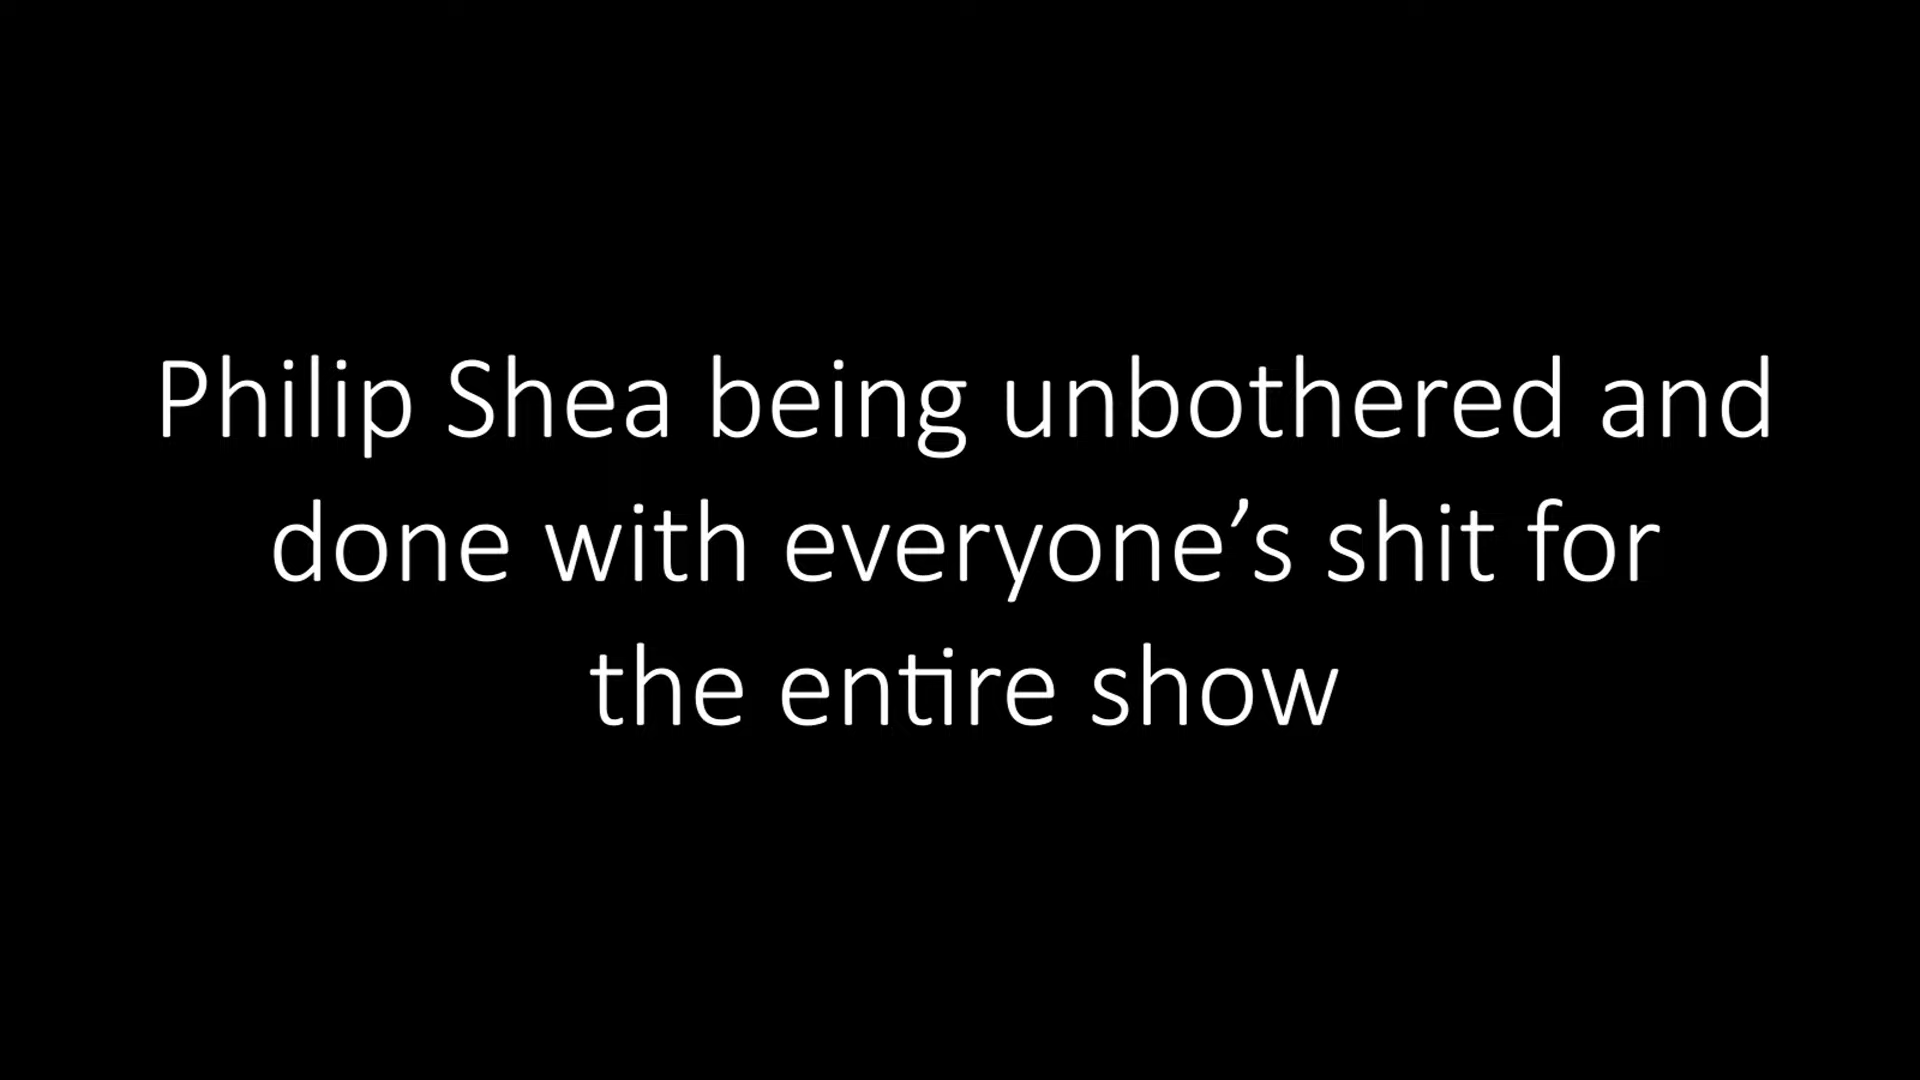 Philip Shea being unbothered and
done with everyone’s shit for
the entire show